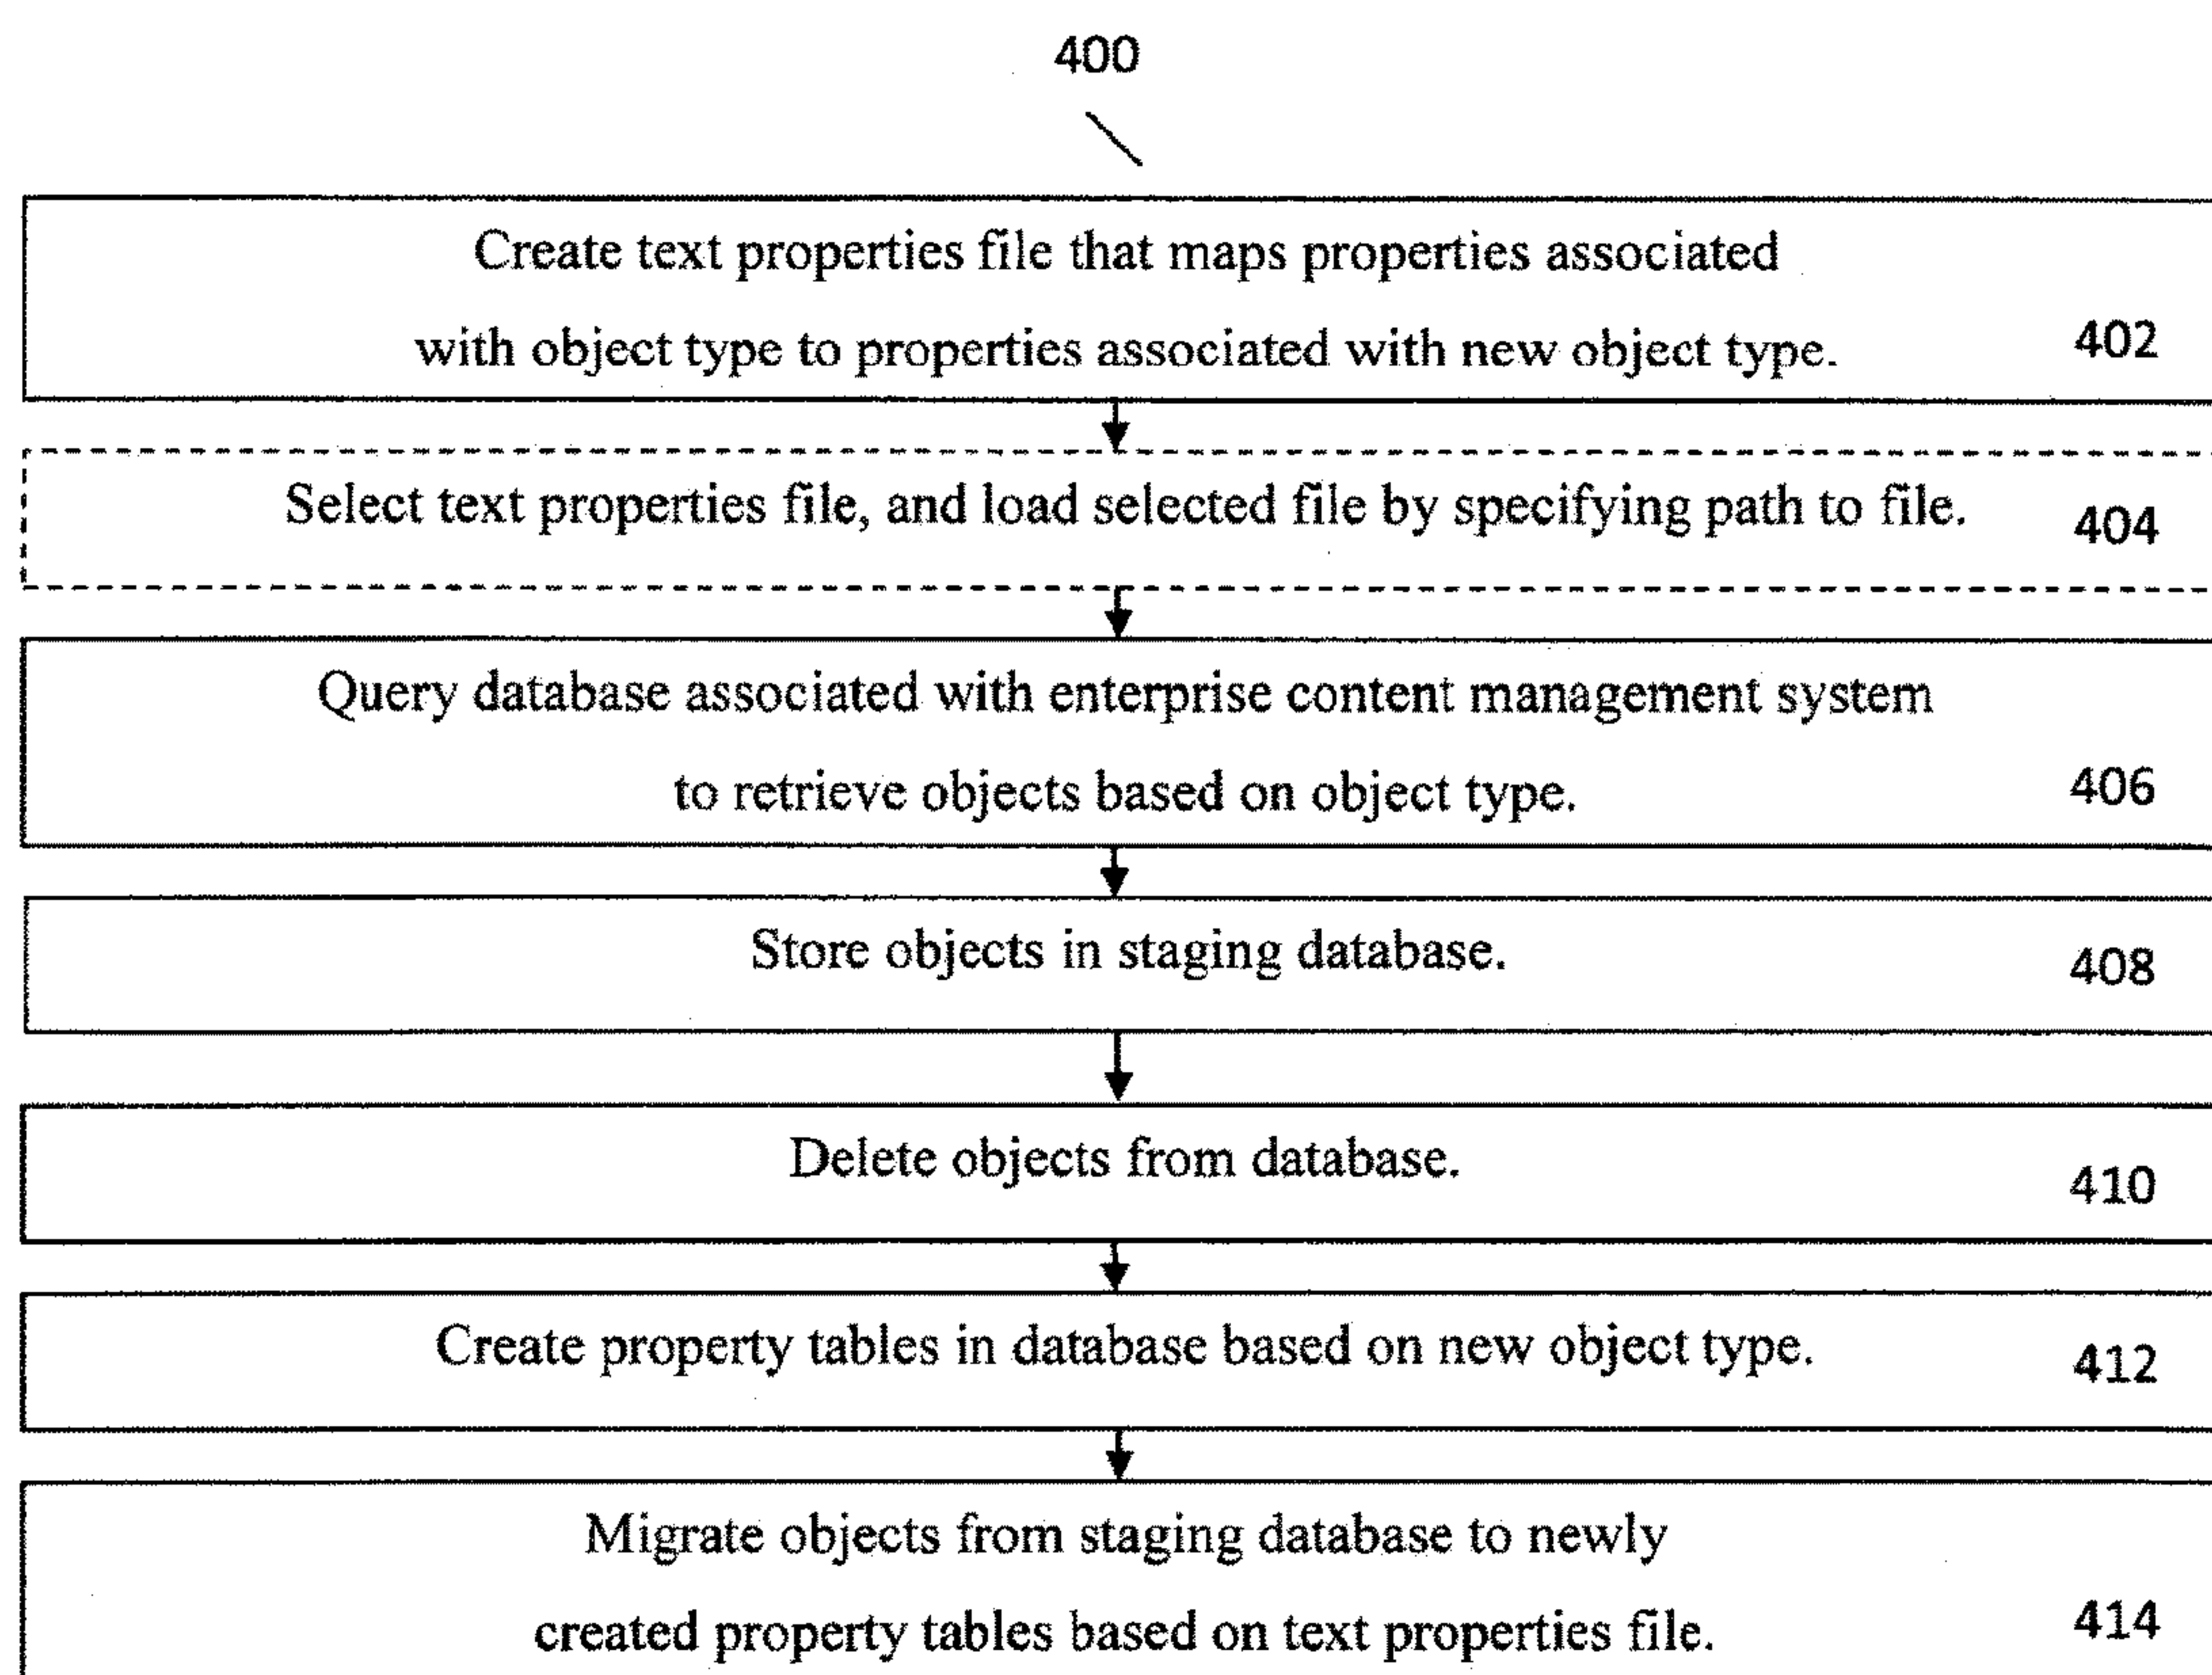 400
Create text properties file that maps properties associated
with object type to properties associated with new object type.
402
Select text properties file, and load selected file by specifying path to file.
404
Query database associated with enterprise content management system
to retrieve objects based on object type.
406
Store objects in staging database.
408
Delete objects from database.
410
Create property tables in database based on new object type.
412
Migrate objects from staging database to newly
created property tables based on text properties file.
414